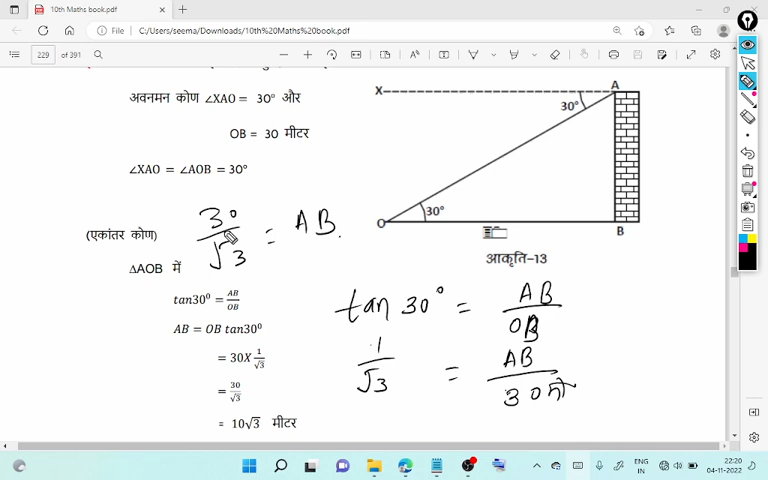 10th Maths book.pdf
File
C:/Users/seema/Downloads/10th%20Maths%20book.pdf
229 of 391
अवनमन कोण ∠XAO = 30° और
OB = 30 मीटर
∠XAO = ∠AOB = 30°
(एकांतर कोण)
30/√3 = AB.
ΔAOB में
tan30⁰ = AB/OB
AB = OB tan30⁰
= 30X 1/√3
= 30/√3
= 10√3 मीटर
X
A
30°
30°
O
B
आकृति-13
tan 30° = AB/OB
1/√3 = AB/30मी
ENG
IN
22:20
04-11-2022